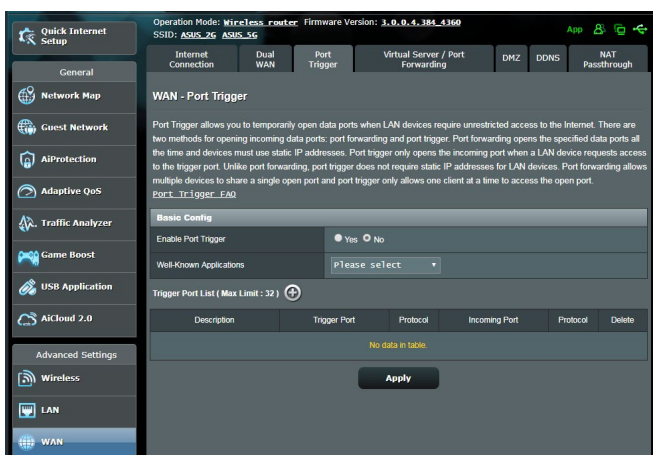 Quick Internet
Setup
Operation Mode: Wireless router Firmware Version: 3.0.0.4.384_4360
SSID: ASUS_2G ASUS_5G
App
Internet
Connection
Dual
WAN
Port
Trigger
Virtual Server / Port
Forwarding
DMZ
DDNS
NAT
Passthrough
General
Network Map
Guest Network
AiProtection
Adaptive QoS
Traffic Analyzer
Game Boost
USB Application
AiCloud 2.0
Advanced Settings
Wireless
LAN
WAN
WAN - Port Trigger
Port Trigger allows you to temporarily open data ports when LAN devices require unrestricted access to the Internet. There are
two methods for opening incoming data ports: port forwarding and port trigger. Port forwarding opens the specified data ports all
the time and devices must use static IP addresses. Port trigger only opens the incoming port when a LAN device requests access
to the trigger port. Unlike port forwarding, port trigger does not require static IP addresses for LAN devices. Port forwarding allows
multiple devices to share a single open port and port trigger only allows one client at a time to access the open port.
Port Trigger FAQ
Basic Config
Enable Port Trigger
Yes No
Well-Known Applications
Please select
Trigger Port List ( Max Limit : 32 )
Description Trigger Port Protocol Incoming Port Protocol Delete
No data in table.
Apply